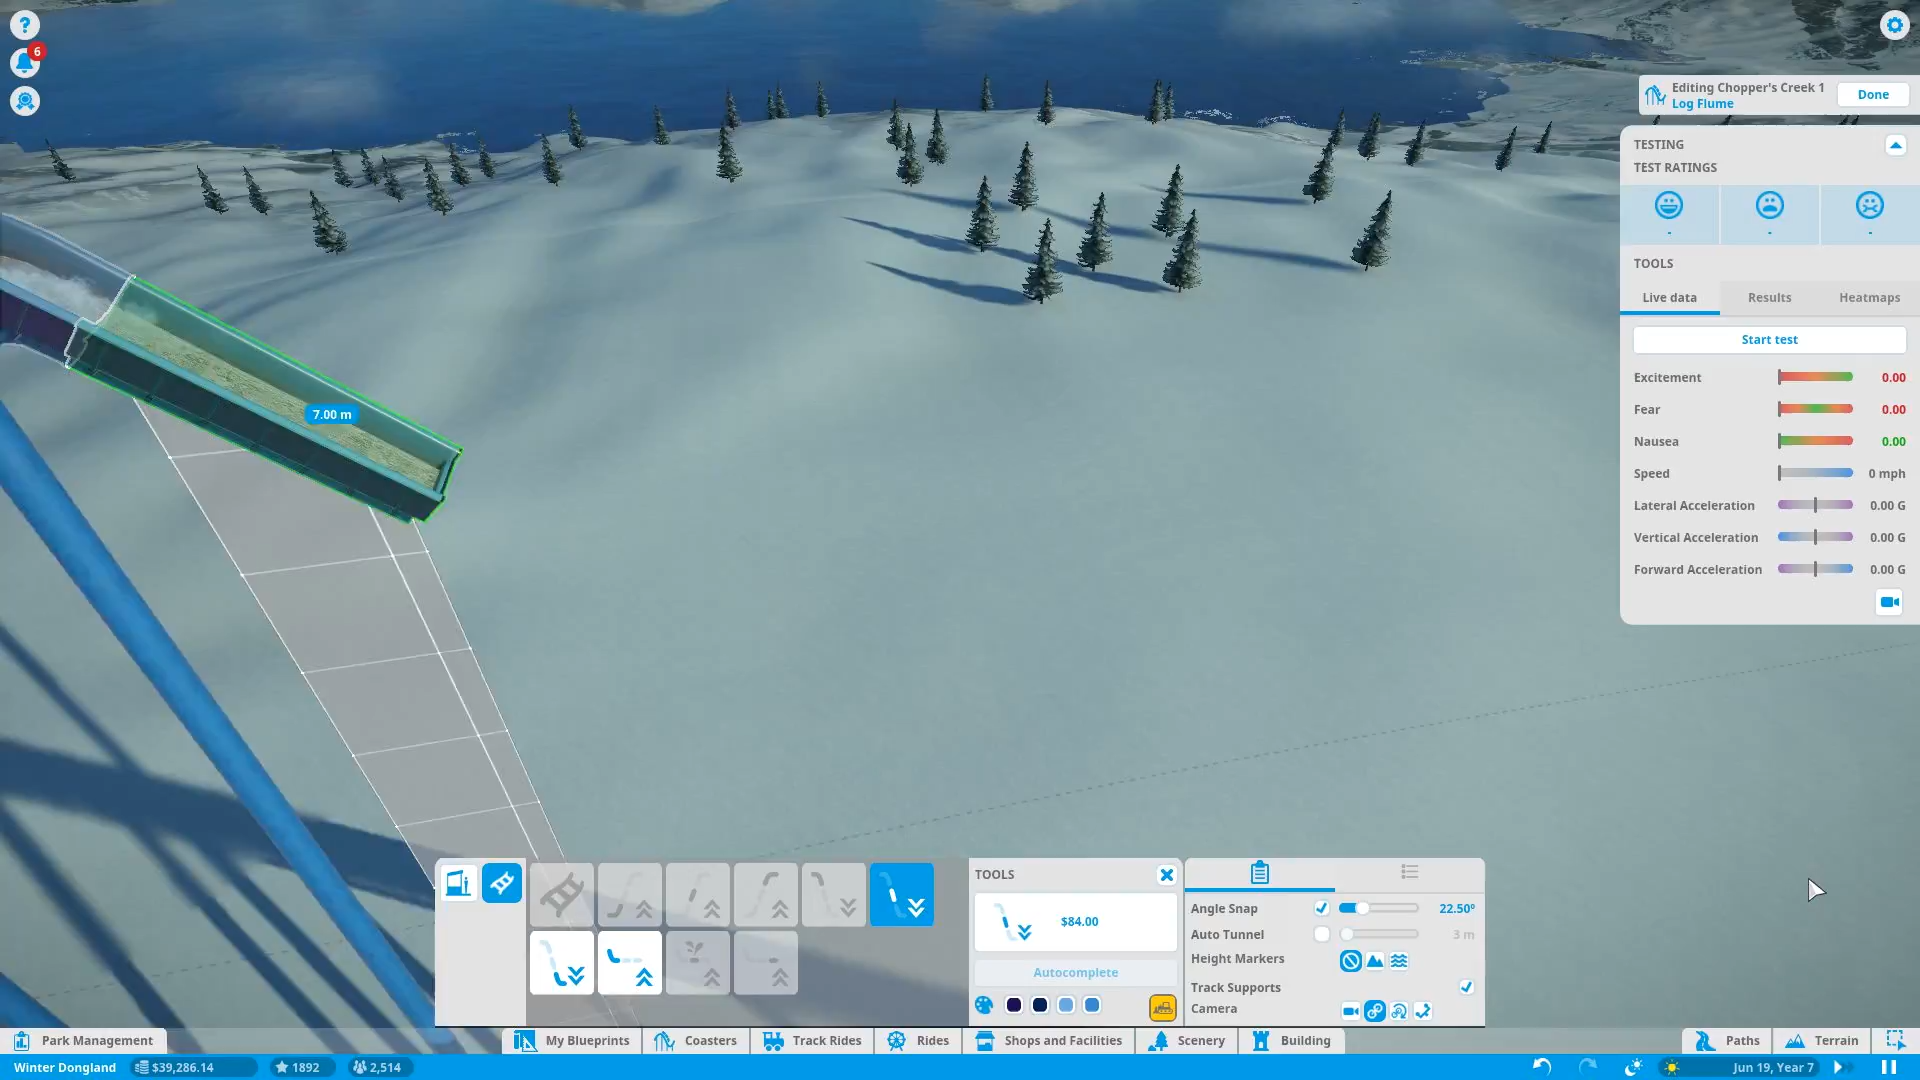 ?
6
Editing Chopper's Creek 1
Log Flume
Done
TESTING
TEST RATINGS
-
-
-
TOOLS
Live data
Results
Heatmaps
Start test
Excitement
0.00
Fear
0.00
Nausea
0.00
Speed
0 mph
Lateral Acceleration
0.00 G
Vertical Acceleration
0.00 G
Forward Acceleration
0.00 G
7.00 m
TOOLS
$84.00
Autocomplete
Angle Snap
22.50°
Auto Tunnel
3 m
Height Markers
Track Supports
Camera
Park Management
My Blueprints
Coasters
Track Rides
Rides
Shops and Facilities
Scenery
Building
Paths
Terrain
Winter Dongland
$39,286.14
1892
2,514
Jun 19, Year 7